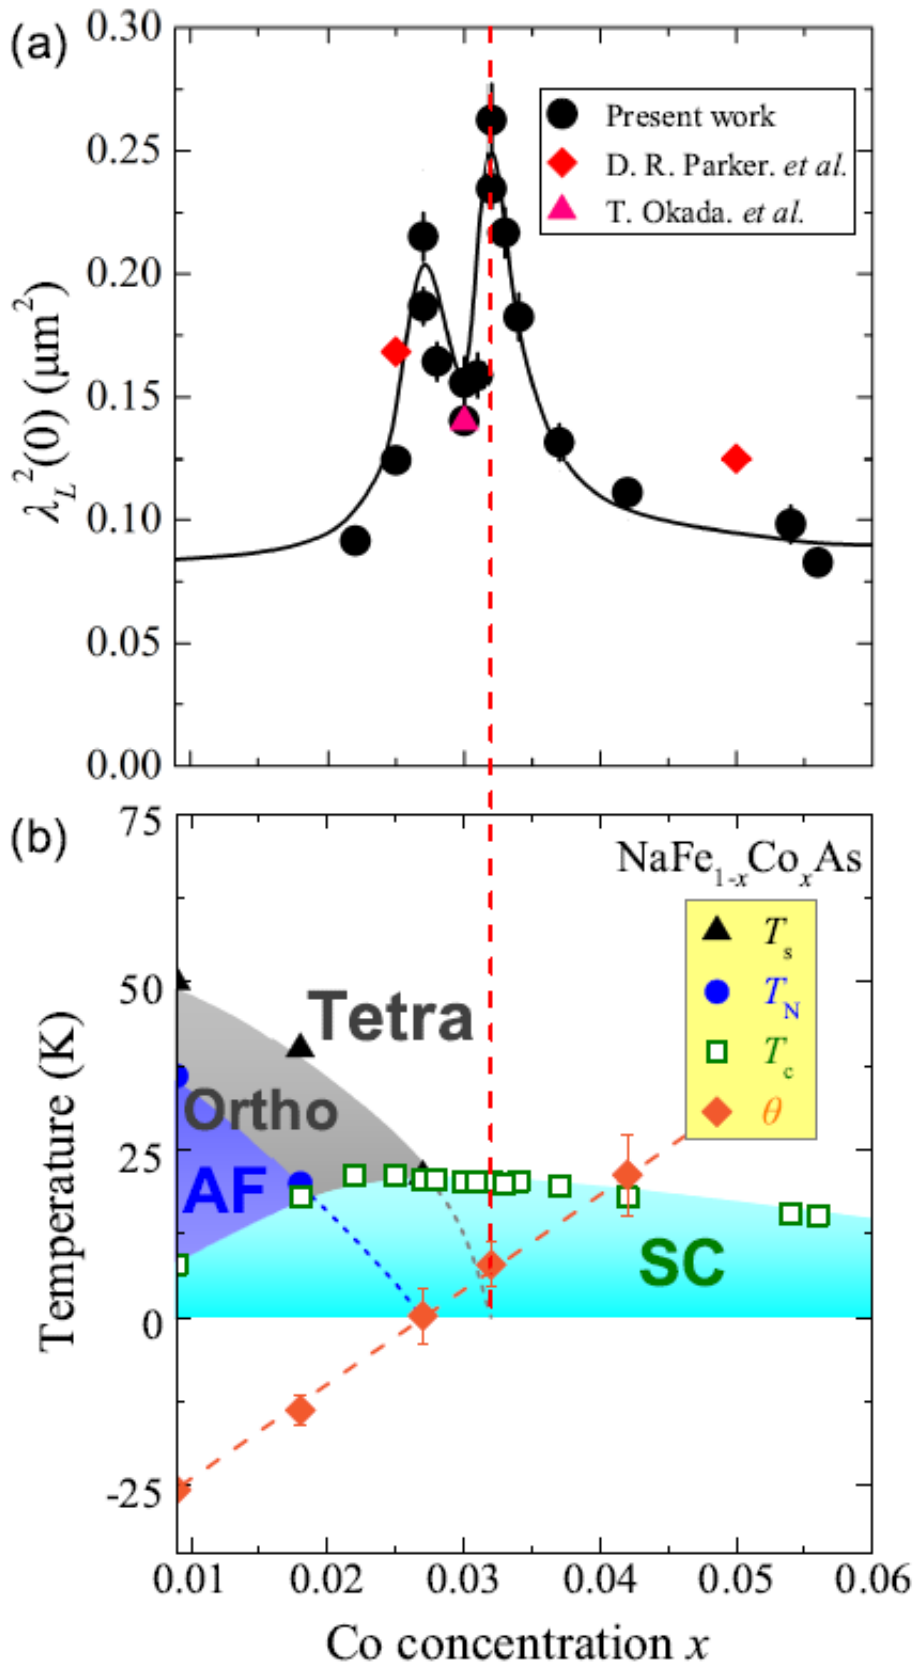 (a)
0.30
0.25
0.20
0.15
0.10
0.05
0.00
λL2(0) (μm2)
Present work
D. R. Parker. et al.
T. Okada. et al.
(b)
75
50
25
0
-25
Temperature (K)
NaFe1-xCoxAs
Ts
TN
Tc
θ
Tetra
Ortho
AF
SC
0.01 0.02 0.03 0.04 0.05 0.06
Co concentration x